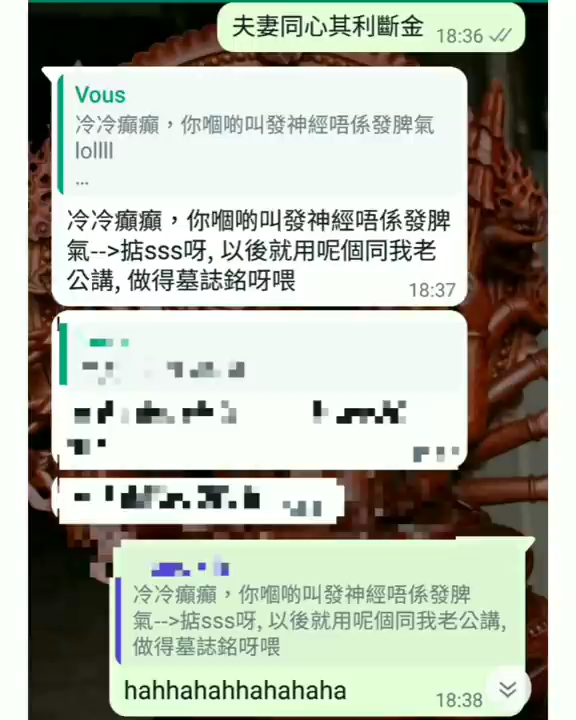 夫妻同心其利斷金 18:36
Vous
冷冷癲癲，你嗰啲叫發神經唔係發脾氣
lollll
...
冷冷癲癲，你嗰啲叫發神經唔係發脾
氣-->掂sss呀, 以後就用呢個同我老
公講, 做得墓誌銘呀喂 18:37
冷冷癲癲，你嗰啲叫發神經唔係發脾
氣-->掂sss呀, 以後就用呢個同我老公講,
做得墓誌銘呀喂
hahhahahhahahaha 18:38